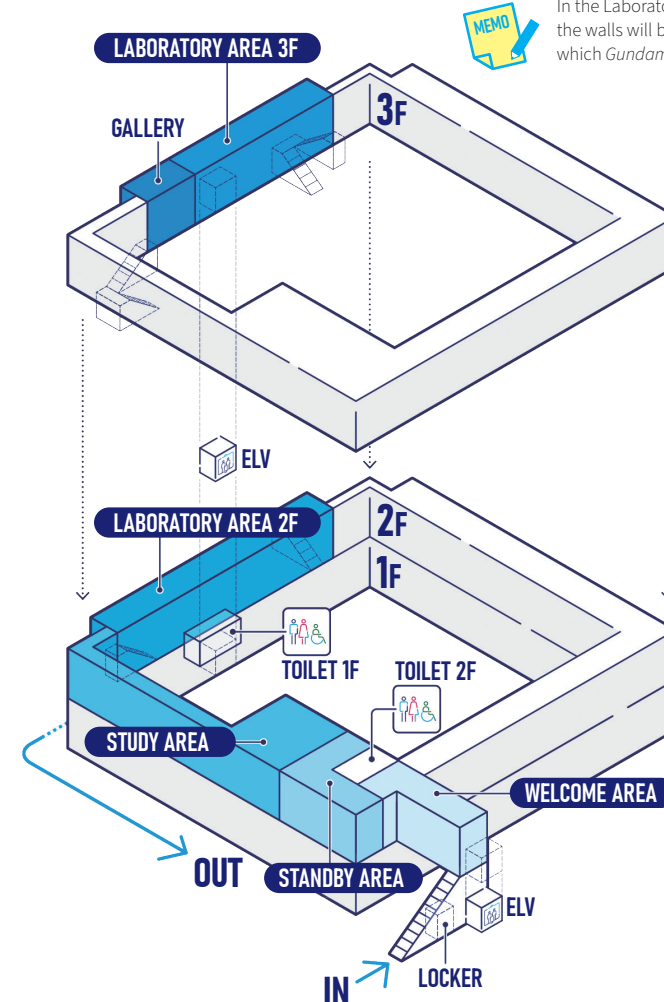 In the Laborato
the walls will b
which Gundam
MEMO
LABORATORY AREA 3F
GALLERY
3F
ELV
LABORATORY AREA 2F
2F
1F
TOILET 1F
TOILET 2F
STUDY AREA
WELCOME AREA
OUT
STANDBY AREA
ELV
LOCKER
IN